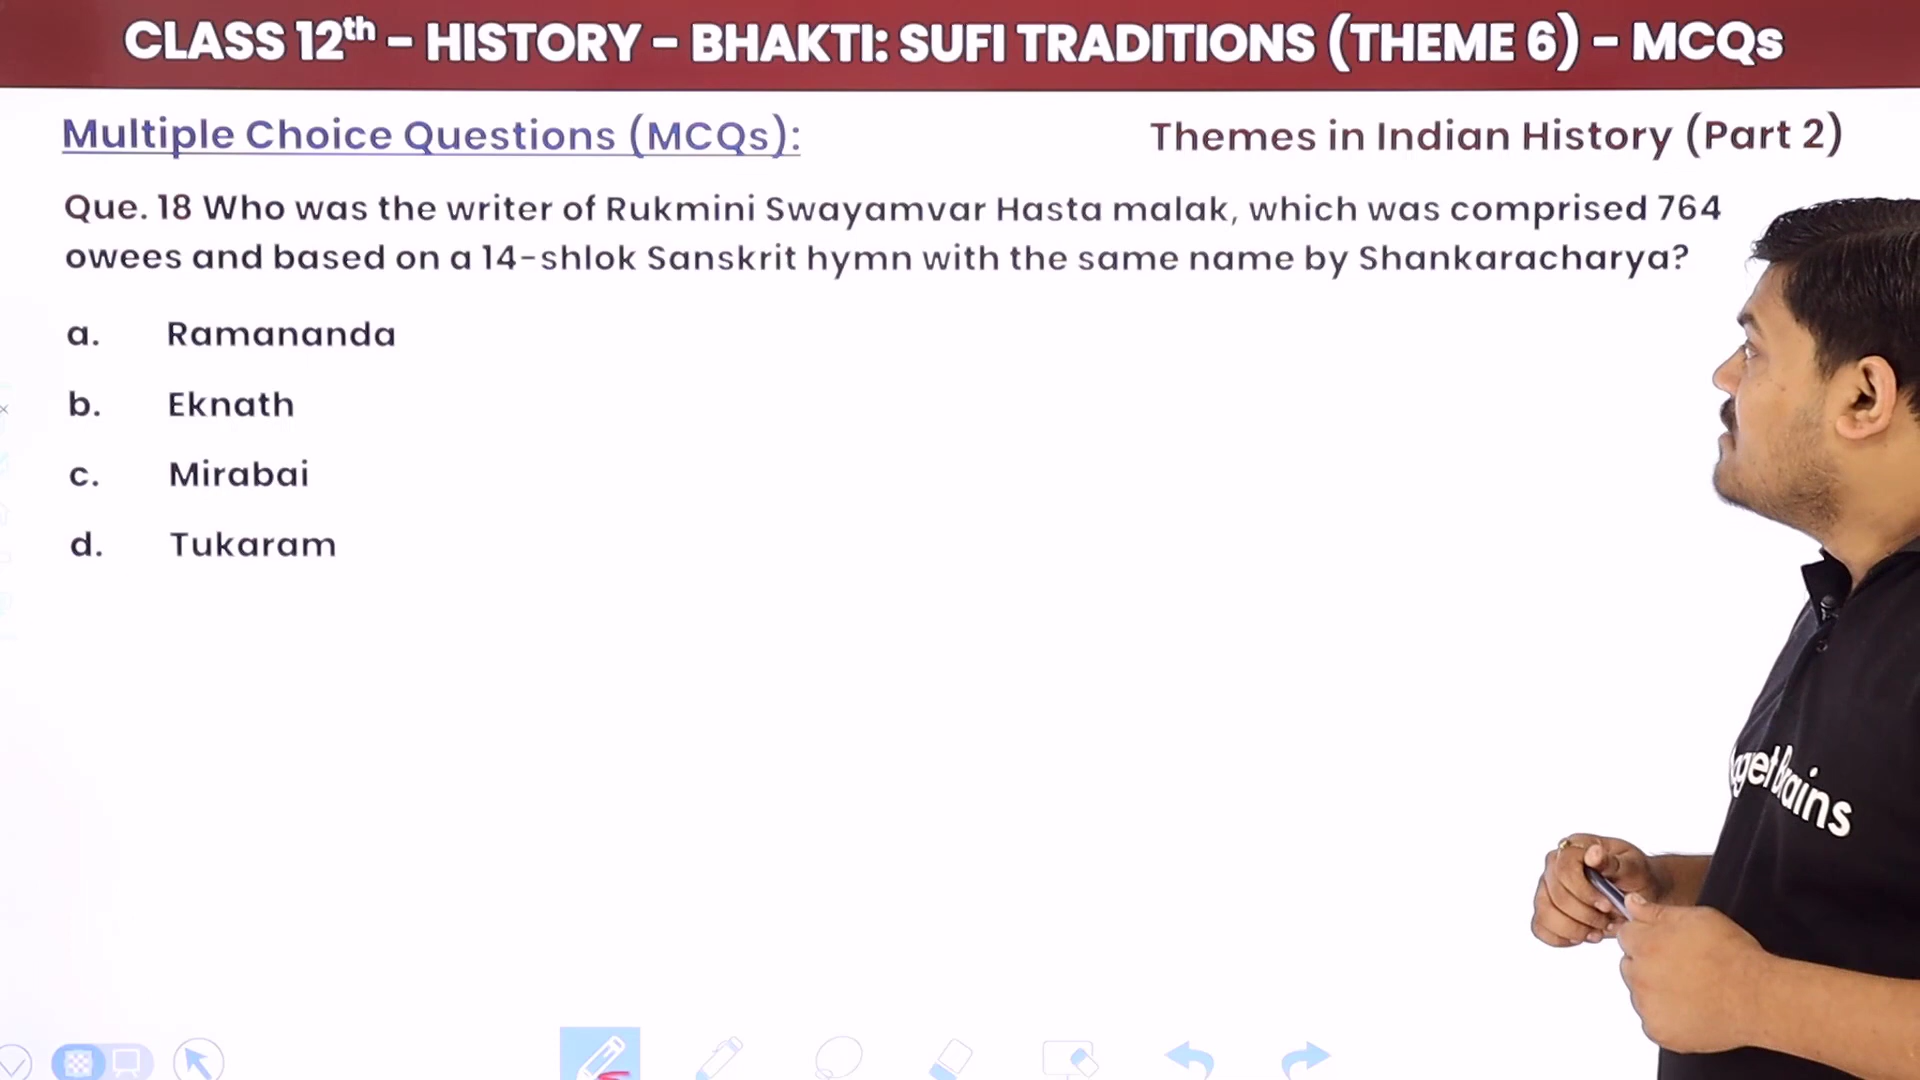 CLASS 12th – HISTORY – BHAKTI: SUFI TRADITIONS (THEME 6) – MCQs
Multiple Choice Questions (MCQs):
Themes in Indian History (Part 2)
Que. 18 Who was the writer of Rukmini Swayamvar Hasta malak, which was comprised 764
owees and based on a 14-shlok Sanskrit hymn with the same name by Shankaracharya?
a. Ramananda
b. Eknath
c. Mirabai
d. Tukaram
Brains